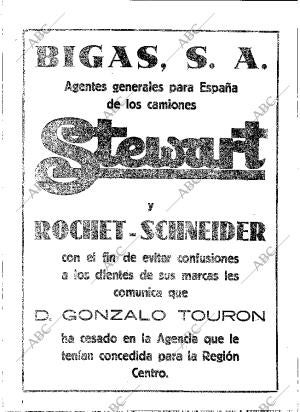 BIGAS, S. A.
Agentes generales para España
de los camiones
Stewart
y
ROCHET-SCHNEIDER
con el fin de evitar confusiones
a los clientes de sus marcas les
comunica que
D. GONZALO TOURON
ha cesado en la Agencia que le
tenían concedida para la Región
Centro.